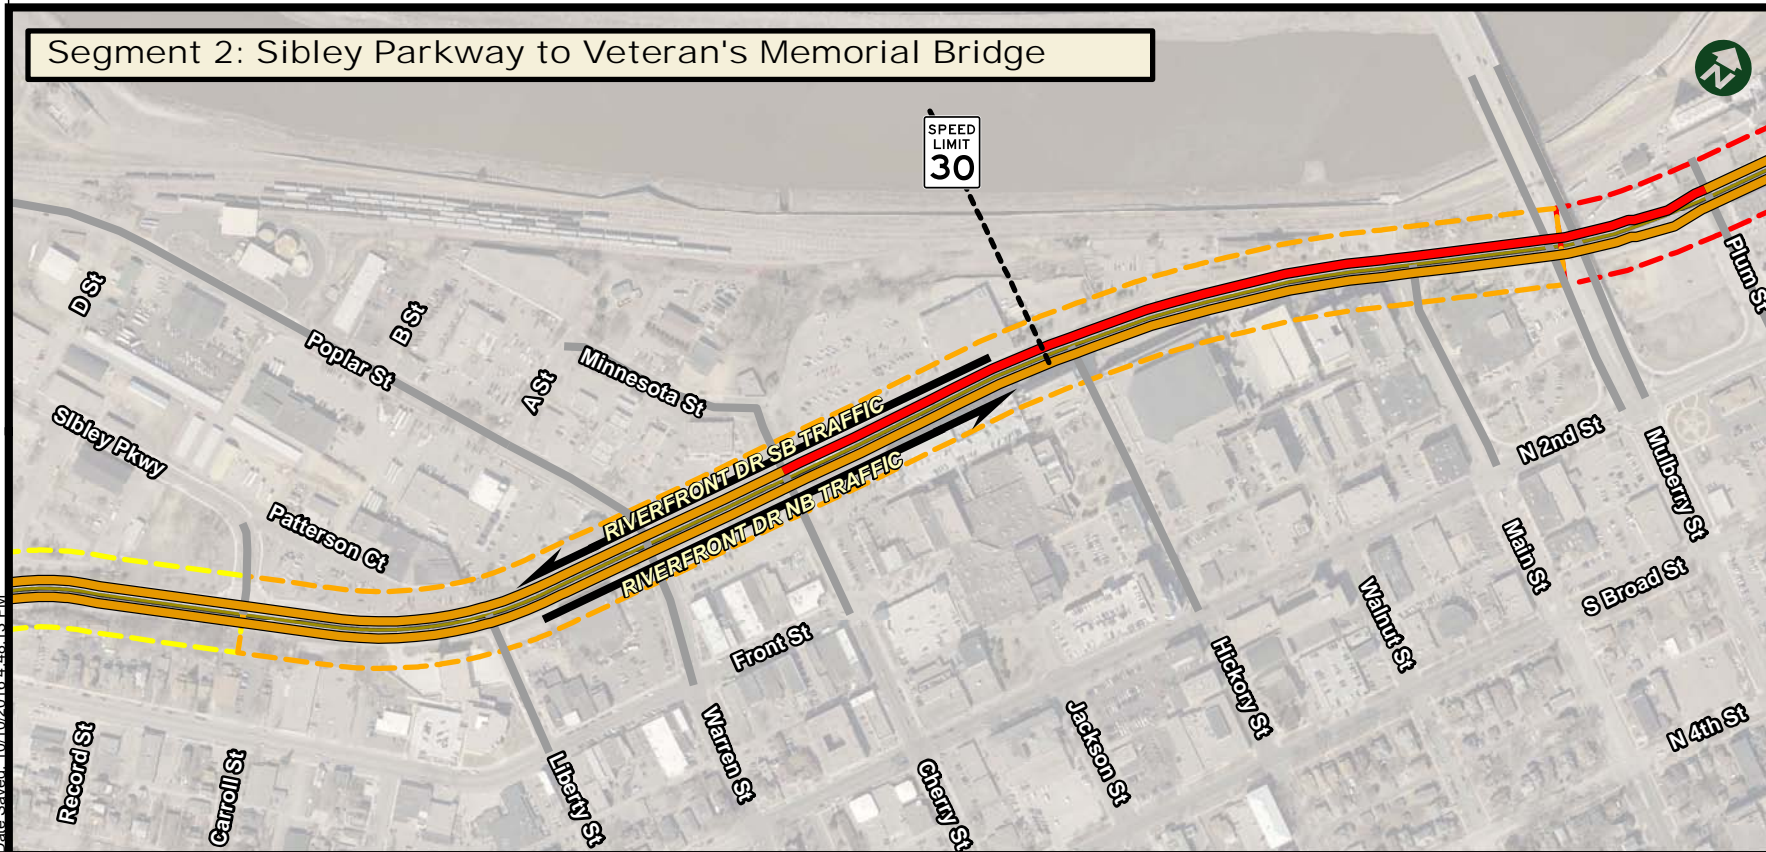 Segment 2: Sibley Parkway to Veteran's Memorial Bridge
N
SPEED
LIMIT
30
D St
B St
Poplar St
A St
Minnesota St
Sibley Pkwy
Patterson Ct
RIVERFRONT DR SB TRAFFIC
RIVERFRONT DR NB TRAFFIC
Plum St
N 2nd St
Mulberry St
Main St
S Broad St
Walnut St
Front St
Hickory St
Jackson St
N 4th St
Warren St
Record St
Carroll St
Liberty St
Cherry St